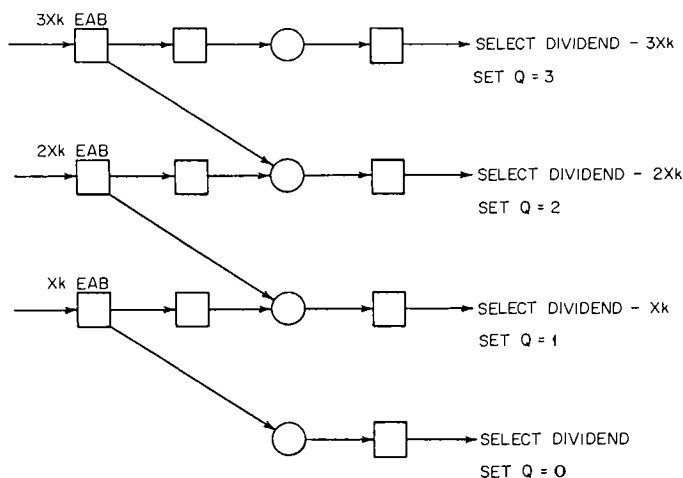 3Xk EAB
SELECT DIVIDEND - 3Xk
SET Q = 3
2Xk EAB
SELECT DIVIDEND - 2Xk
SET Q = 2
Xk EAB
SELECT DIVIDEND - Xk
SET Q = 1
SELECT DIVIDEND
SET Q = 0